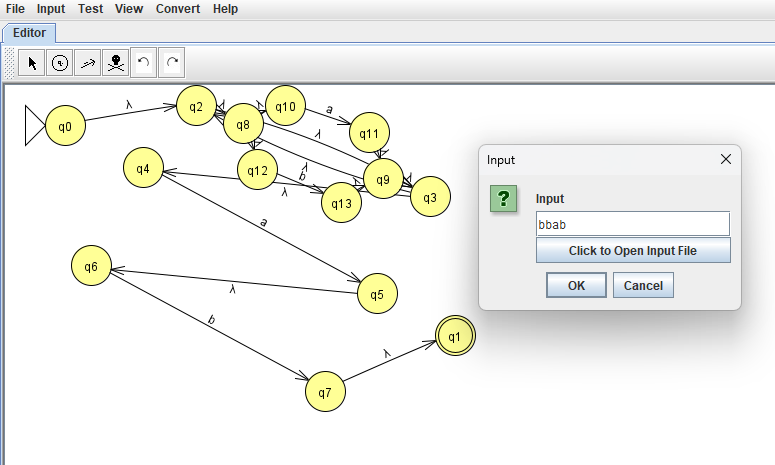 File Input Test View Convert Help
Editor
q0
λ
q2
q8
λ
q10
a
q11
λ
q4
q12
b
q13
λ
λ
q9
λ
q3
λ
a
q6
λ
q5
b
q7
λ
q1
Input
?
Input
bbab
Click to Open Input File
OK Cancel